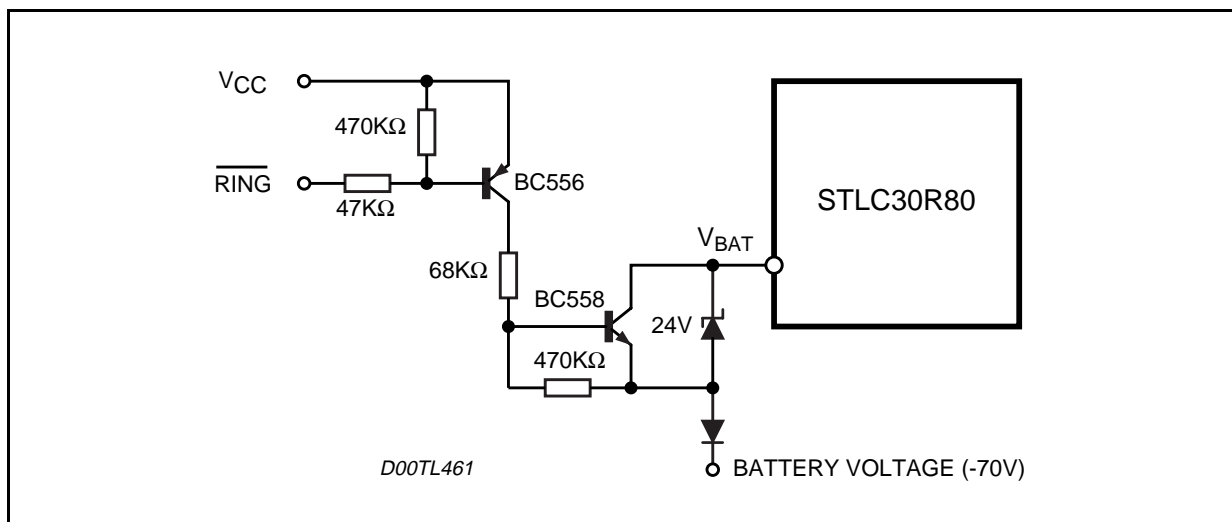 VCC
470KΩ
RING
47KΩ
BC556
STLC30R80
VBAT
68KΩ
BC558
24V
470KΩ
D00TL461
BATTERY VOLTAGE (-70V)